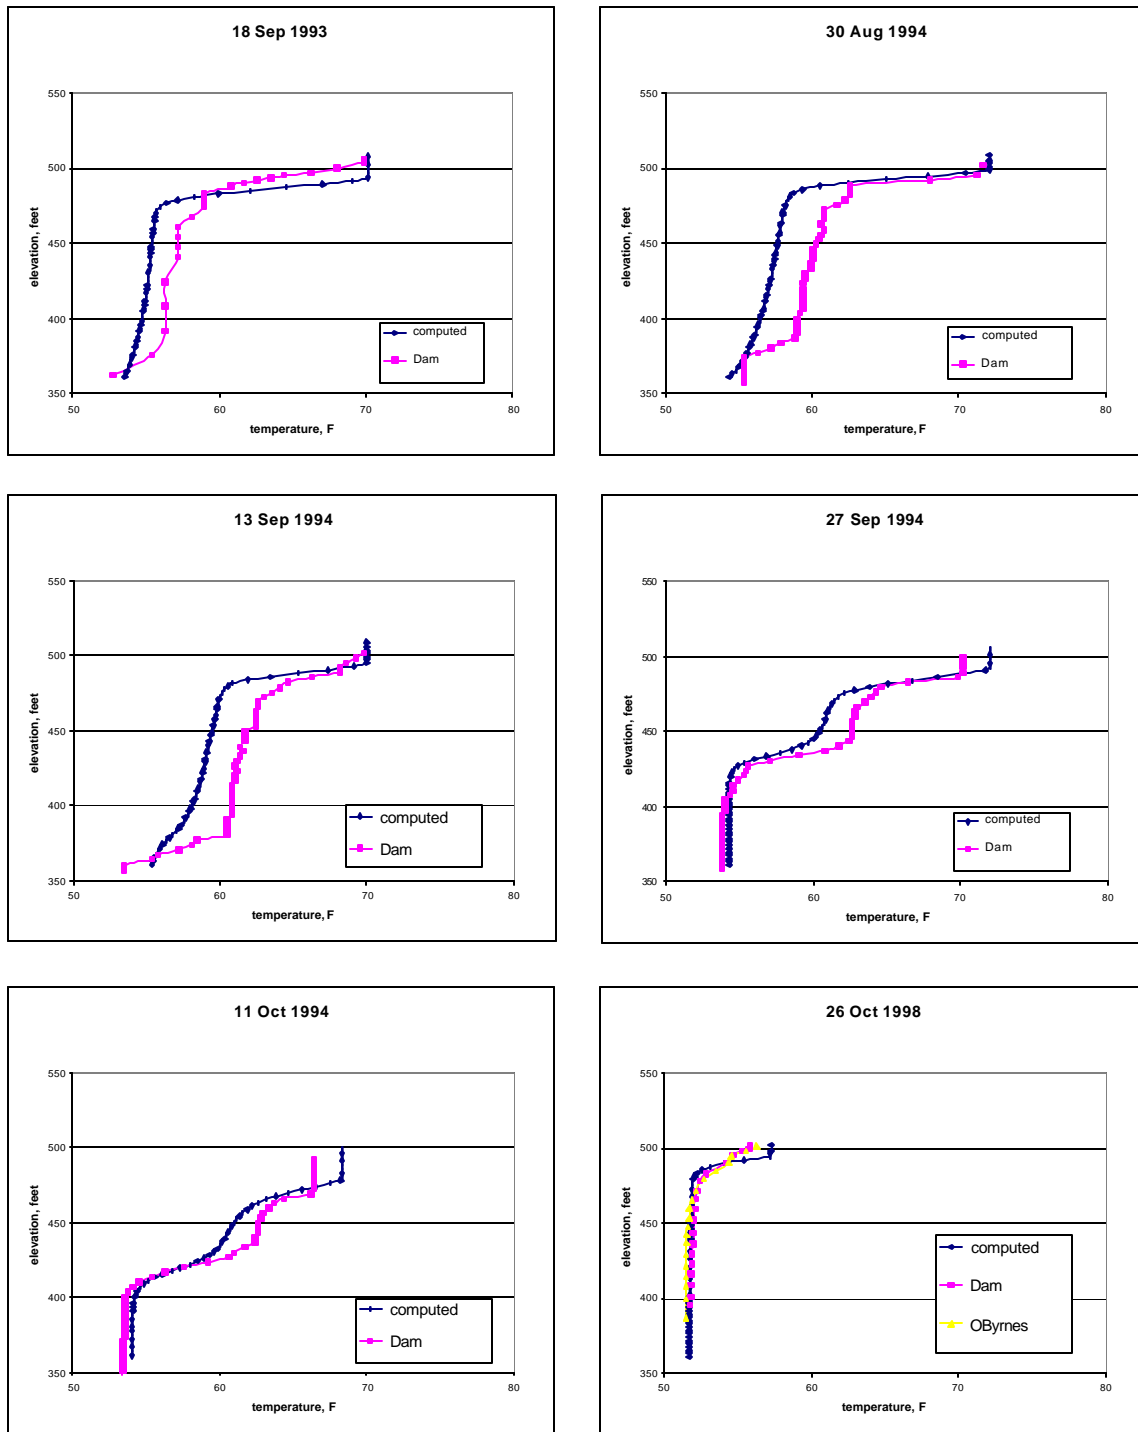 18 Sep 1993
550
500
450
400
350
50
60
70
80
elevation, feet
temperature, F
computed
Dam
30 Aug 1994
550
500
450
400
350
50
60
70
80
elevation, feet
temperature, F
computed
Dam
13 Sep 1994
550
500
450
400
350
50
60
70
80
elevation, feet
temperature, F
computed
Dam
27 Sep 1994
550
500
450
400
350
50
60
70
80
elevation, feet
temperature, F
computed
Dam
11 Oct 1994
550
500
450
400
350
50
60
70
80
elevation, feet
temperature, F
computed
Dam
26 Oct 1998
550
500
450
400
350
50
60
70
80
elevation, feet
temperature, F
computed
Dam
OByrnes